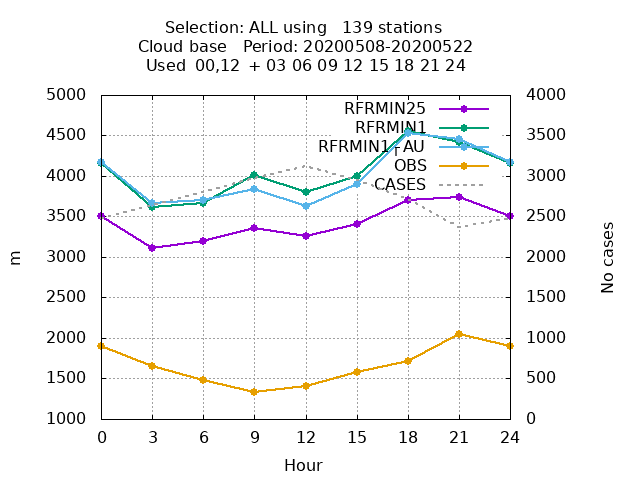 Selection: ALL using   139 stations
Cloud base   Period: 20200508-20200522
Used  00,12  + 03 06 09 12 15 18 21 24
5000
4500
4000
3500
3000
2500
2000
1500
1000
4000
3500
3000
2500
2000
1500
1000
500
0
RFRMIN25
RFRMIN1
RFRMIN1_TAU
OBS
CASES
m
No cases
0 3 6 9 12 15 18 21 24
Hour